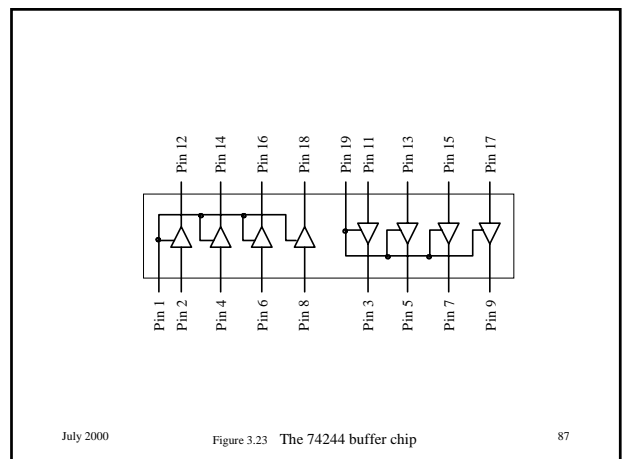 Pin 12 Pin 14 Pin 16 Pin 18 Pin 19 Pin 11 Pin 13 Pin 15 Pin 17
Pin 1 Pin 2 Pin 4 Pin 6 Pin 8 Pin 3 Pin 5 Pin 7 Pin 9
July 2000 Figure 3.23 The 74244 buffer chip 87